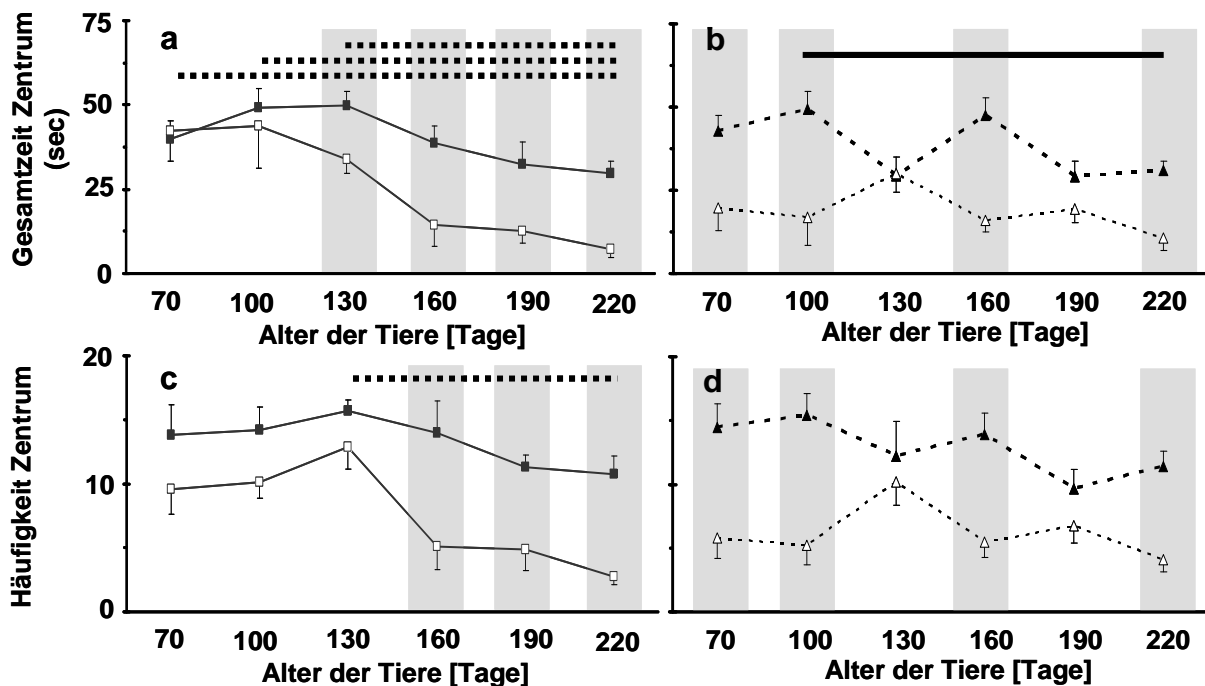 Gesamtzeit Zentrum
(sec)
75
50
25
0
a
b
70 100 130 160 190 220
Alter der Tiere [Tage]
70 100 130 160 190 220
Alter der Tiere [Tage]
Häufigkeit Zentrum
20
10
0
c
d
70 100 130 160 190 220
Alter der Tiere [Tage]
70 100 130 160 190 220
Alter der Tiere [Tage]